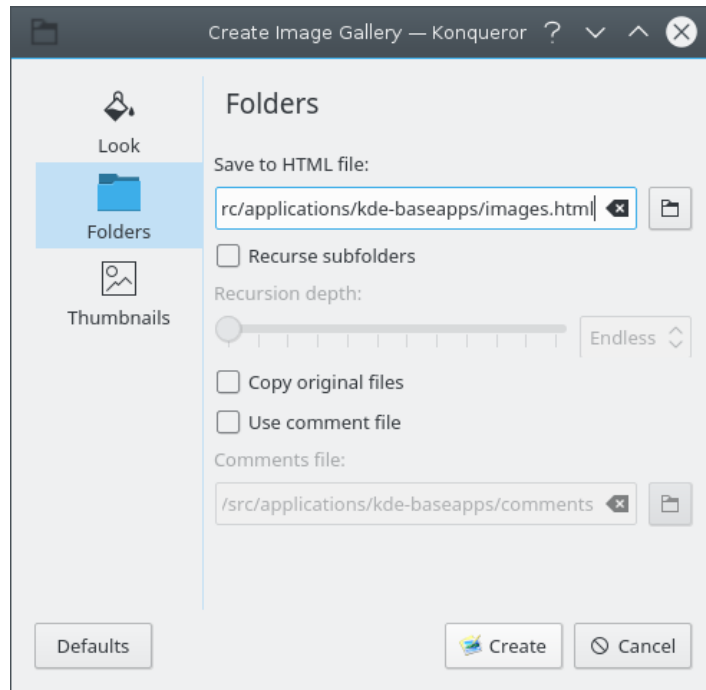 Create Image Gallery — Konqueror
Look
Folders
Thumbnails
Folders
Save to HTML file:
rc/applications/kde-baseapps/images.html
Recurse subfolders
Recursion depth:
Endless
Copy original files
Use comment file
Comments file:
/src/applications/kde-baseapps/comments
Defaults
Create
Cancel